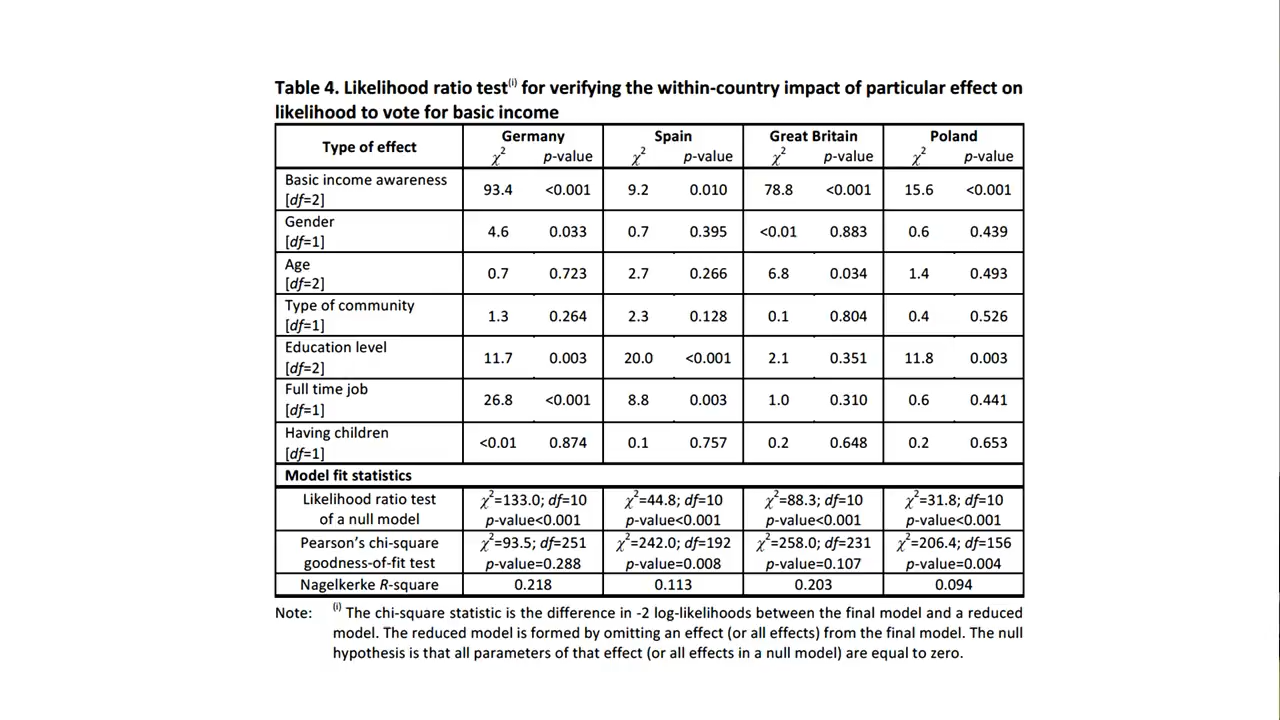 Table 4. Likelihood ratio test(i) for verifying the within-country impact of particular effect on
likelihood to vote for basic income
Type of effect Germany Spain Great Britain Poland
χ2 p-value χ2 p-value χ2 p-value χ2 p-value
Basic income awareness
[df=2] 93.4 <0.001 9.2 0.010 78.8 <0.001 15.6 <0.001
Gender
[df=1] 4.6 0.033 0.7 0.395 <0.01 0.883 0.6 0.439
Age
[df=2] 0.7 0.723 2.7 0.266 6.8 0.034 1.4 0.493
Type of community
[df=1] 1.3 0.264 2.3 0.128 0.1 0.804 0.4 0.526
Education level
[df=2] 11.7 0.003 20.0 <0.001 2.1 0.351 11.8 0.003
Full time job
[df=1] 26.8 <0.001 8.8 0.003 1.0 0.310 0.6 0.441
Having children
[df=1] <0.01 0.874 0.1 0.757 0.2 0.648 0.2 0.653
Model fit statistics
Likelihood ratio test χ2=133.0; df=10 χ2=44.8; df=10 χ2=88.3; df=10 χ2=31.8; df=10
of a null model p-value<0.001 p-value<0.001 p-value<0.001 p-value<0.001
Pearson's chi-square χ2=93.5; df=251 χ2=242.0; df=192 χ2=258.0; df=231 χ2=206.4; df=156
goodness-of-fit test p-value=0.288 p-value=0.008 p-value=0.107 p-value=0.004
Nagelkerke R-square 0.218 0.113 0.203 0.094
Note: (i) The chi-square statistic is the difference in -2 log-likelihoods between the final model and a reduced
model. The reduced model is formed by omitting an effect (or all effects) from the final model. The null
hypothesis is that all parameters of that effect (or all effects in a null model) are equal to zero.